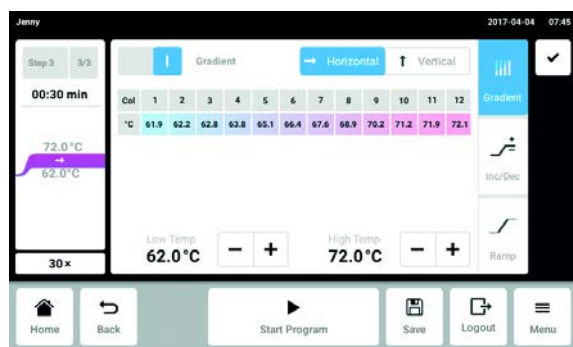 Jenny 2017-04-04 07:45
Step 3 3/3
00:30 min
72.0°C
62.0°C
30×
Gradient Horizontal Vertical
Col 1 2 3 4 5 6 7 8 9 10 11 12
°C 61.9 62.2 62.8 63.8 65.1 66.4 67.6 68.9 70.2 71.2 71.9 72.1
Low Temp
62.0°C − +
High Temp
72.0°C − +
Gradient
Inc/Dec
Ramp
Home Back Start Program Save Logout Menu